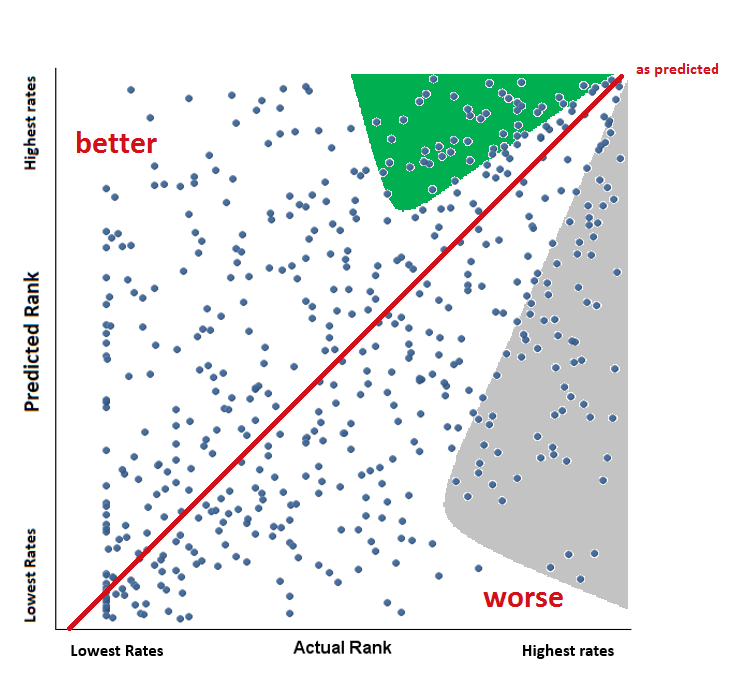 as predicted
Highest rates
better
Predicted Rank
Lowest Rates
worse
Lowest Rates
Actual Rank
Highest rates